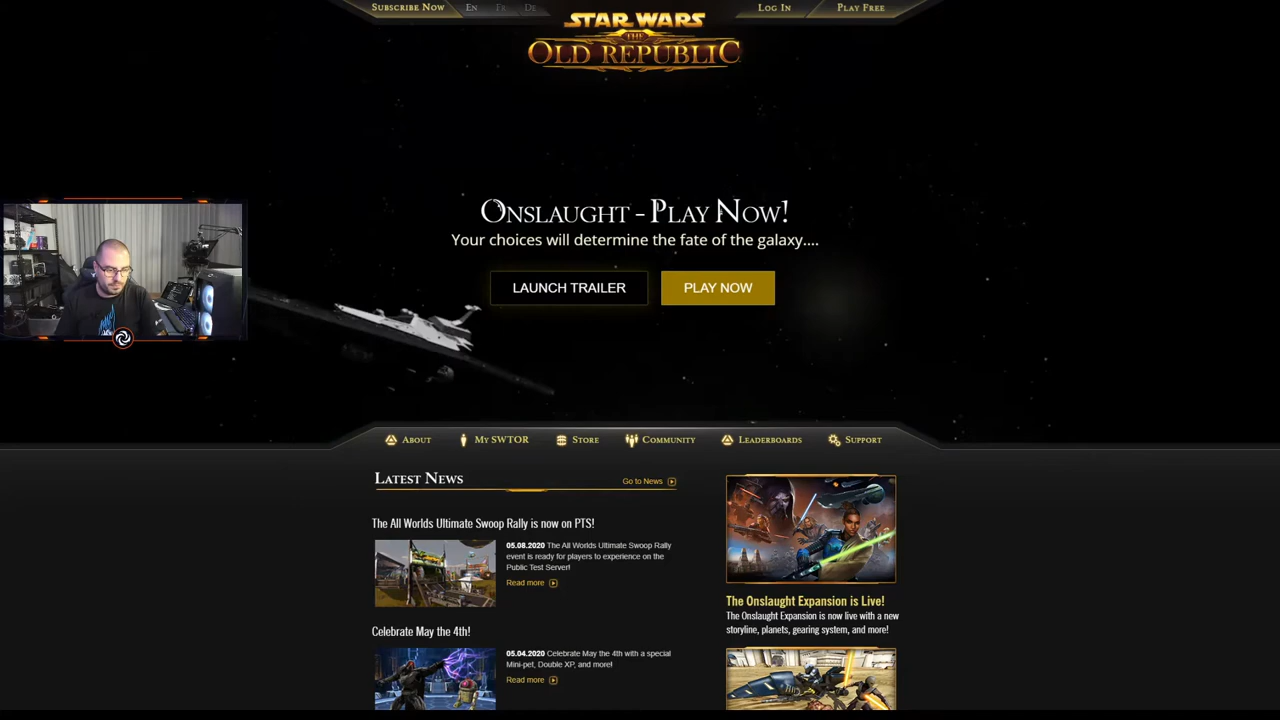 Subscribe Now
En
Fr
De
Log In
Play Free
STAR WARS
THE
OLD REPUBLIC
Onslaught - Play Now!
Your choices will determine the fate of the galaxy....
LAUNCH TRAILER
PLAY NOW
About
My SWTOR
Store
Community
Leaderboards
Support
Latest News
Go to News
The All Worlds Ultimate Swoop Rally is now on PTS!
05.08.2020 The All Worlds Ultimate Swoop Rally
event is ready for players to experience on the
Public Test Server!
Read more
Celebrate May the 4th!
05.04.2020 Celebrate May the 4th with a special
Mini-pet, Double XP, and more!
Read more
The Onslaught Expansion is Live!
The Onslaught Expansion is now live with a new
storyline, planets, gearing system, and more!